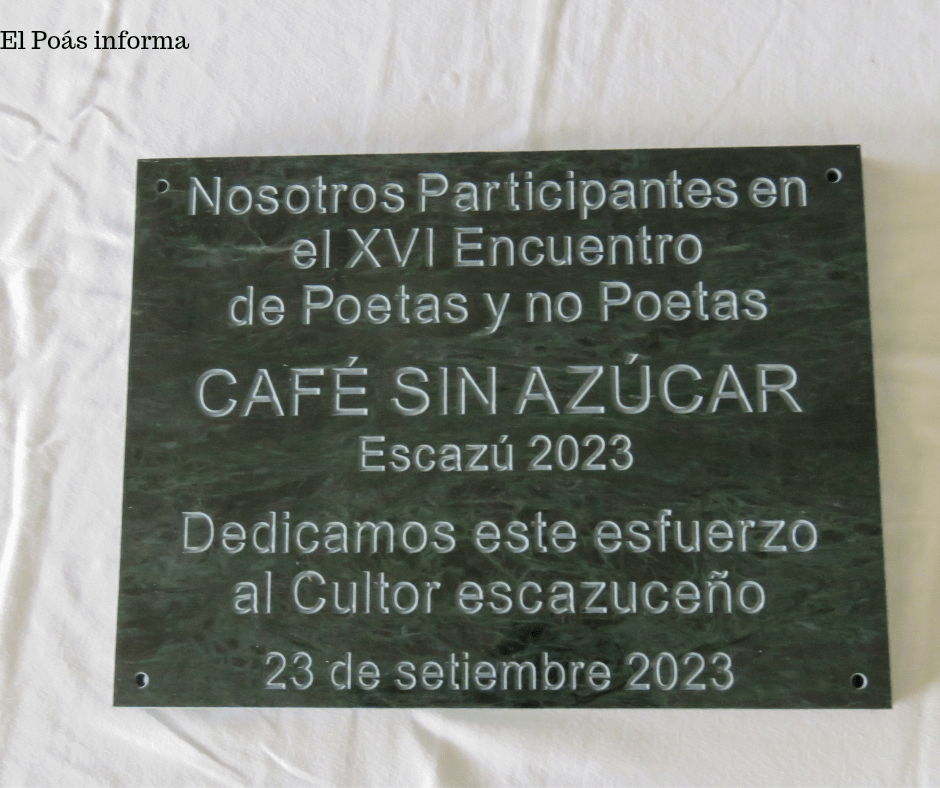 El Poás informa
Nosotros Participantes en
el XVI Encuentro
de Poetas y no Poetas
CAFÉ SIN AZÚCAR
Escazú 2023
Dedicamos este esfuerzo
al Cultor escazuceño
23 de setiembre 2023